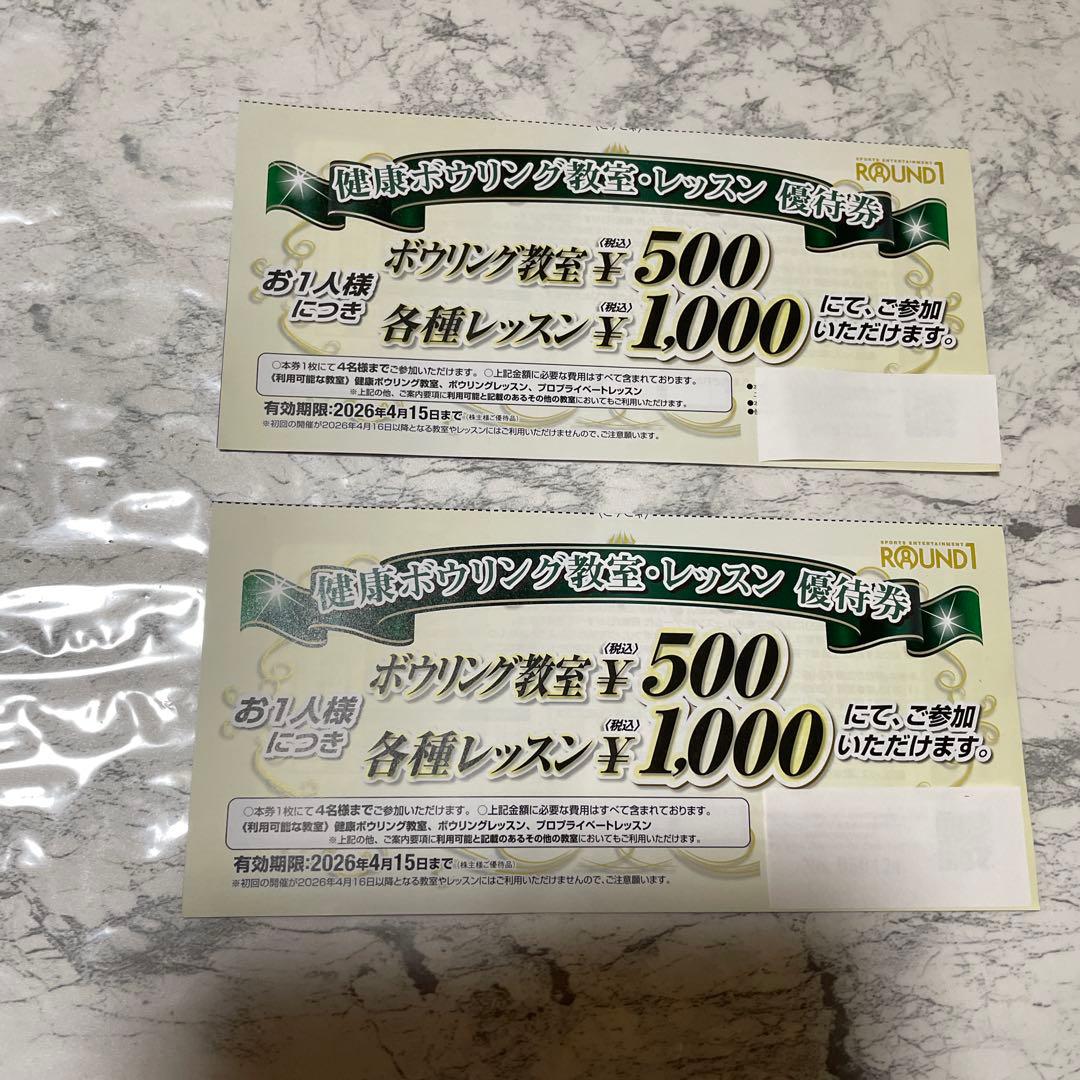 SPORTS ENTERTAINMENT
ROUND1
健康ボウリング教室・レッスン 優待券
お1人様につき
ボウリング教室〈税込〉¥500
各種レッスン〈税込〉¥1,000
にて、ご参加いただけます。
○本券1枚にて4名様までご参加いただけます。 ○上記金額に必要な費用はすべて含まれております。
《利用可能な教室》健康ボウリング教室、ボウリングレッスン、プロプライベートレッスン
※上記の他、ご案内要項に利用可能と記載のあるその他の教室においてもご利用いただけます。
有効期限:2026年4月15日まで(株主様ご優待品)
※初回の開催が2026年4月16日以降となる教室やレッスンにはご利用いただけませんので、ご注意願います。
SPORTS ENTERTAINMENT
ROUND1
健康ボウリング教室・レッスン 優待券
お1人様につき
ボウリング教室〈税込〉¥500
各種レッスン〈税込〉¥1,000
にて、ご参加いただけます。
○本券1枚にて4名様までご参加いただけます。 ○上記金額に必要な費用はすべて含まれております。
《利用可能な教室》健康ボウリング教室、ボウリングレッスン、プロプライベートレッスン
※上記の他、ご案内要項に利用可能と記載のあるその他の教室においてもご利用いただけます。
有効期限:2026年4月15日まで(株主様ご優待品)
※初回の開催が2026年4月16日以降となる教室やレッスンにはご利用いただけませんので、ご注意願います。